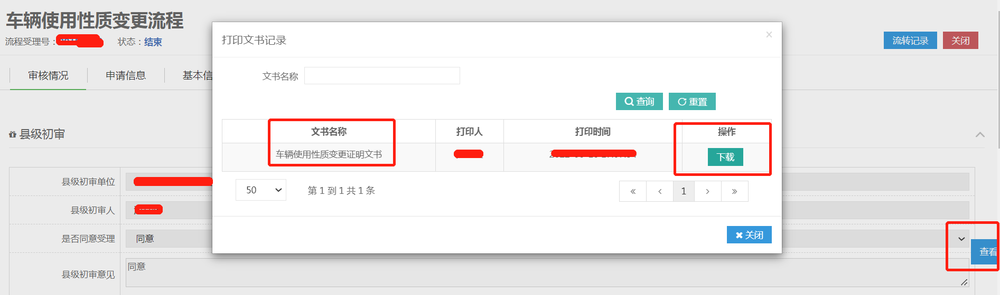 车辆使用性质变更流程
流程受理号：
状态：结束
流转记录
关闭
审核情况
申请信息
基本信
打印文书记录
×
文书名称
查询
重置
文书名称
打印人
打印时间
操作
车辆使用性质变更证明文书
下载
50
第 1 到 1 共 1 条
«
‹
1
›
»
关闭
县级初审
县级初审单位
县级初审人
是否同意受理
同意
查看
县级初审意见
同意